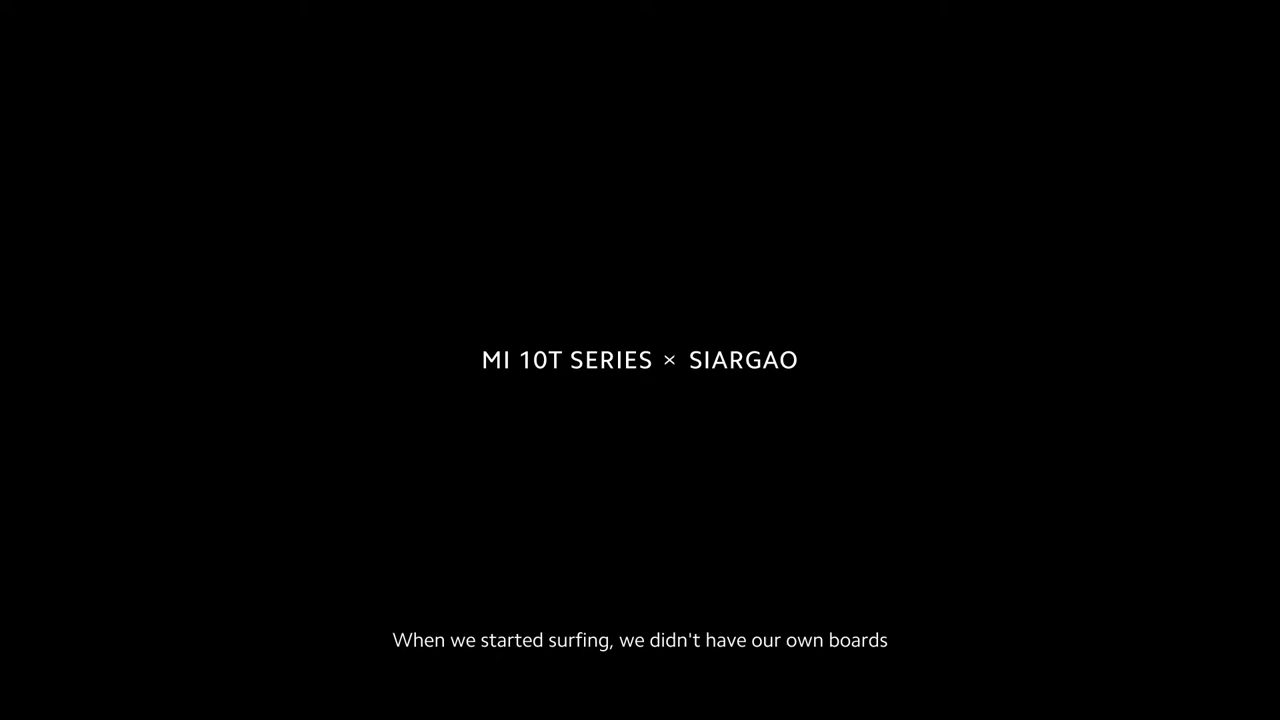 MI 10T SERIES × SIARGAO
When we started surfing, we didn't have our own boards